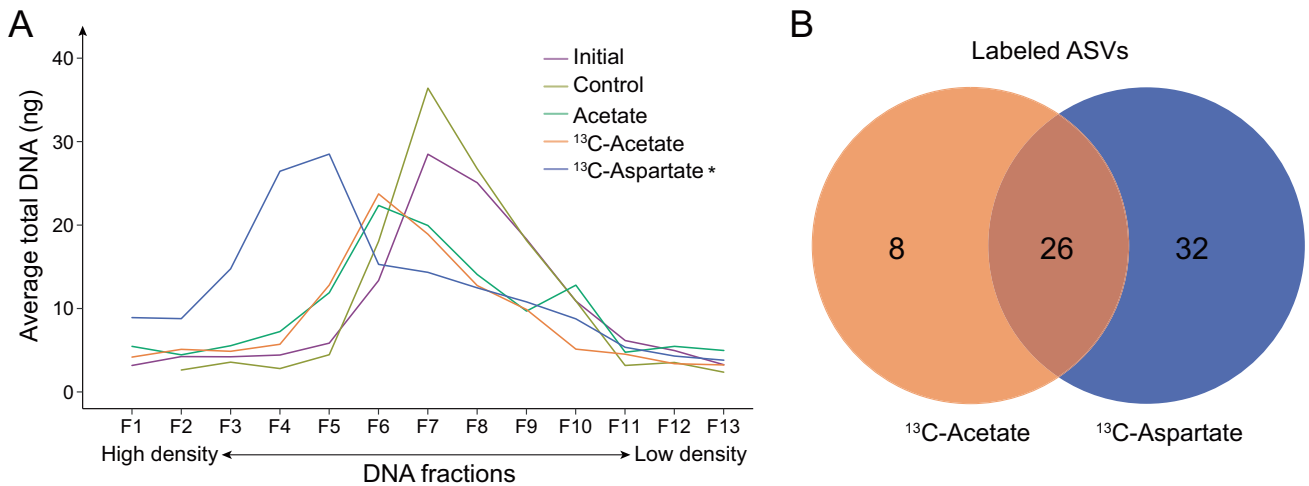 A
Average total DNA (ng)
40
30
20
10
0
Initial
Control
Acetate
¹³C-Acetate
¹³C-Aspartate *
F1 F2 F3 F4 F5 F6 F7 F8 F9 F10 F11 F12 F13
High density Low density
DNA fractions
B
Labeled ASVs
8 26 32
¹³C-Acetate ¹³C-Aspartate